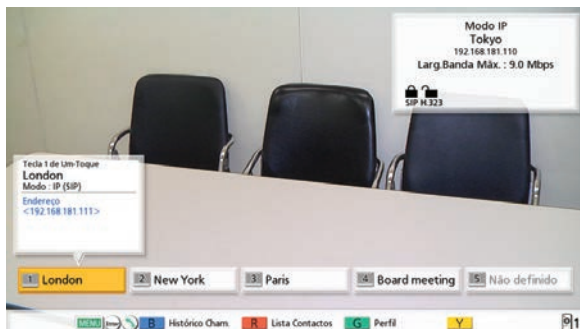 Modo IP
Tokyo
192.168.181.110
Larg.Banda Máx. : 9.0 Mbps
SIP H.323
Tecla 1 de Um-Toque
London
Modo : IP (SIP)
Endereço
<192.168.181.111>
1 London
2 New York
3 Paris
4 Board meeting
5 Não definido
MENU Enter B Histórico Cham. R Lista Contactos G Perfil Y 1